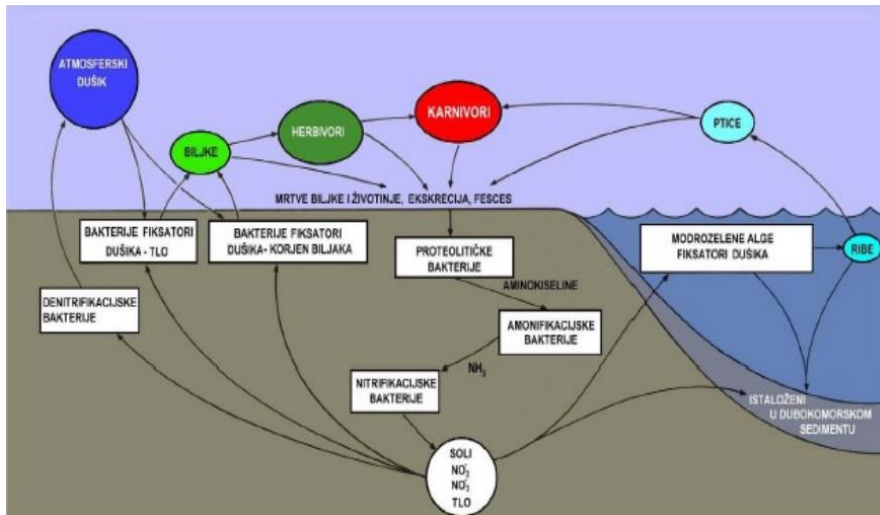 ATMOSFERSKI
DUŠIK
BILJKE
HERBIVORI
KARNIVORI
PTICE
MRTVE BILJKE I ŽIVOTINJE, EKSKRECIJA, FESCES
BAKTERIJE FIKSATORI
DUŠIKA - TLO
BAKTERIJE FIKSATORI
DUŠIKA- KORJEN BILJAKA
PROTEOLITIČKE
BAKTERIJE
MODROZELENE ALGE
FIKSATORI DUŠIKA
RIBE
AMINOKISELINE
DENITRIFIKACIJSKE
BAKTERIJE
AMONIFIKACIJSKE
BAKTERIJE
NH₃
NITRIFIKACIJSKE
BAKTERIJE
ISTALOŽENI
U DUBOKOMORSKOM
SEDIMENTU
SOLI
NO₂⁻
NO₃⁻
TLO